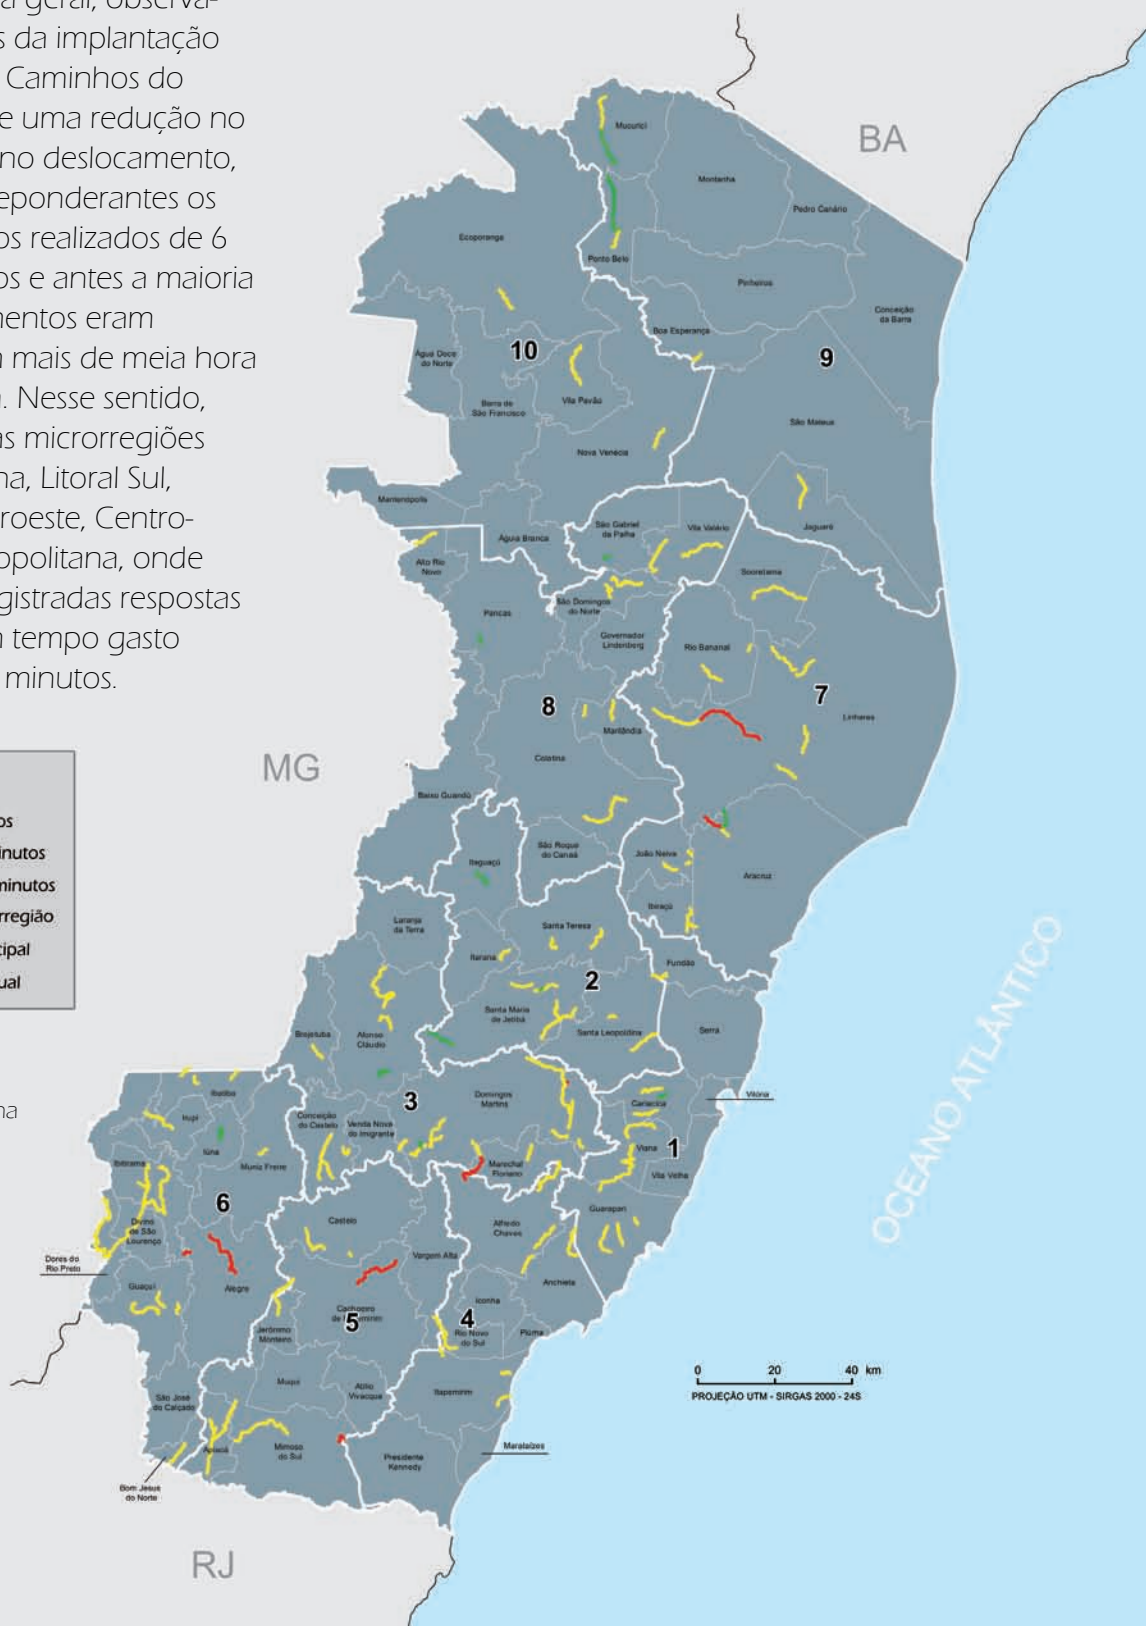 a geral, observa-
s da implantação
Caminhos do
e uma redução no
no deslocamento,
eponderantes os
os realizados de 6
os e antes a maioria
mentos eram
mais de meia hora
. Nesse sentido,
as microrregiões
na, Litoral Sul,
roeste, Centro-
opolitana, onde
gistradas respostas
tempo gasto
minutos.
os
inutos
minutos
rregião
cipal
ual
na
BA
MG
RJ
OCEANO ATLÂNTICO
Mucurici
Montanha
Pedro Canário
Ecoporanga
Ponto Belo
Pinheiros
Conceição
da Barra
Boa Esperança
Água Doce
do Norte
10
9
Barra de
São Francisco
Vila Pavão
São Mateus
Nova Venécia
Mantenópolis
Águia Branca
São Gabriel
da Palha
Vila Valério
Jaguaré
Alto Rio
Novo
Sooretama
Pancas
São Domingos
do Norte
Governador
Lindenberg
Rio Bananal
8
7
Linhares
Marilândia
Colatina
Baixo Guandú
Itaguaçú
São Roque
do Canaã
João Neiva
Aracruz
Ibiraçú
Laranja
da Terra
Santa Teresa
Itarana
Fundão
2
Santa Maria
de Jetibá
Santa Leopoldina
Serra
Brejetuba
Afonso
Cláudio
Ibatiba
3
Domingos
Martins
Cariacica
Vitória
Irupi
Iúna
Conceição
do Castelo
Venda Nova
do Imigrante
Viana
1
Ibitirama
Muniz Freire
Marechal
Floriano
Vila Velha
6
Guarapari
Divino
de São
Lourenço
Castelo
Alfredo
Chaves
Dores do
Rio Preto
Vargem Alta
Guaçuí
Alegre
Anchieta
Iconha
Cachoeiro
5
4
Jerônimo
Monteiro
Rio Novo
do Sul
Piúma
Muqui
Atílio
Vivacqua
Itapemirim
São José
do Calçado
Apiacá
Mimoso
do Sul
Presidente
Kennedy
Marataízes
Bom Jesus
do Norte
0 20 40 km
PROJEÇÃO UTM - SIRGAS 2000 - 24S